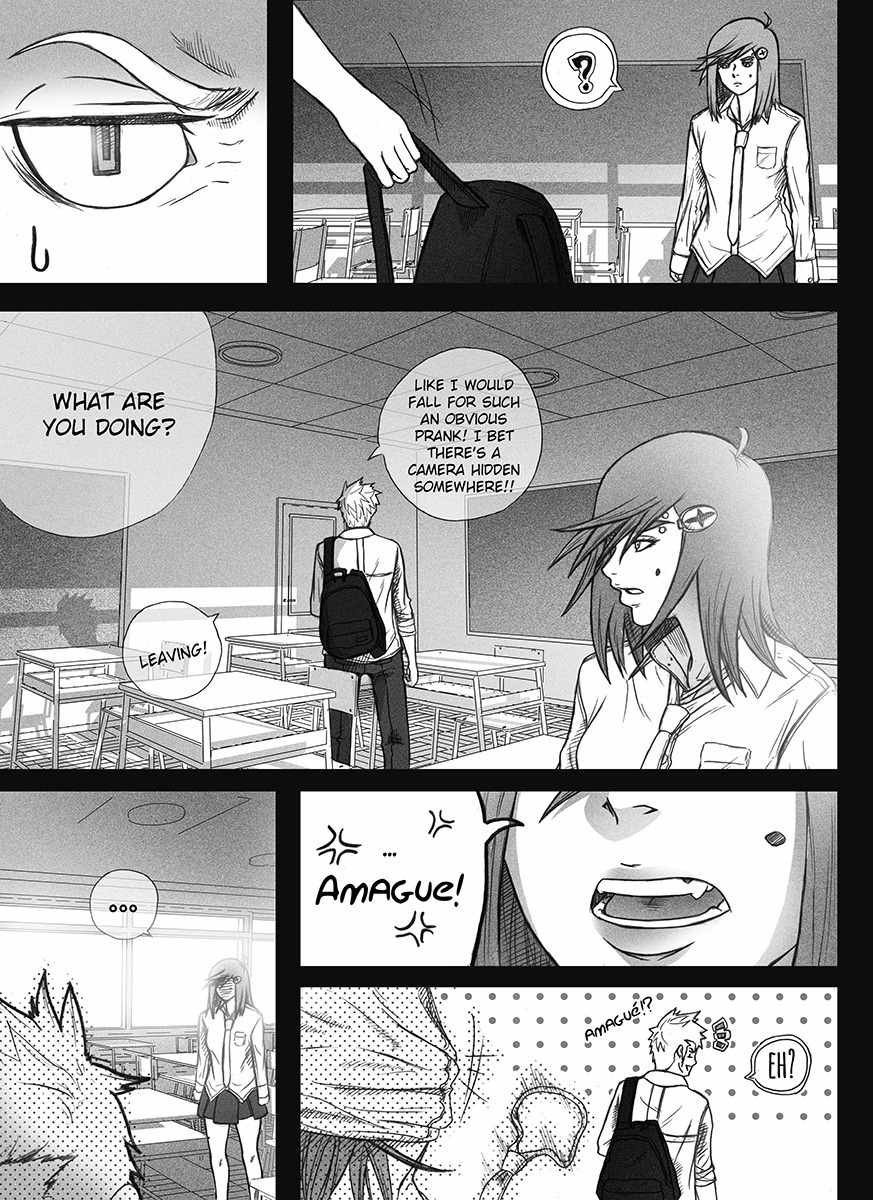 ?
WHAT ARE
YOU DOING?
LIKE I WOULD
FALL FOR SUCH
AN OBVIOUS
PRANK! I BET
THERE'S A
CAMERA HIDDEN
SOMEWHERE!!
LEAVING!
...
...
AMAGUE!
AMAGUÉ!?
EH?